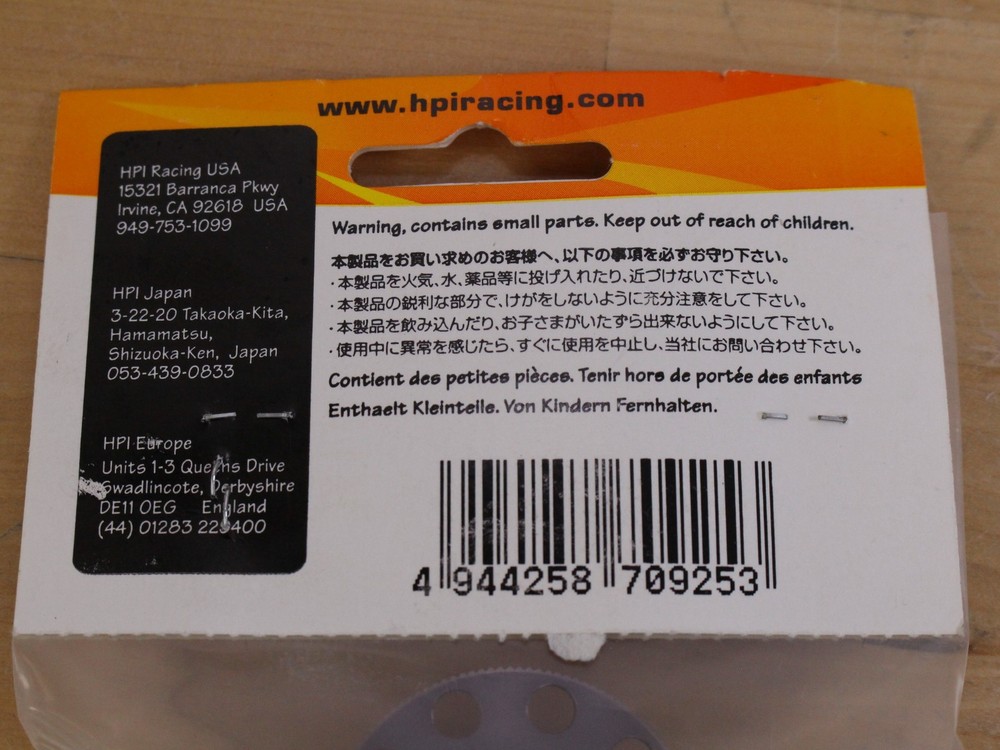 www.hpiracing.com
HPI Racing USA
15321 Barranca Pkwy
Irvine, CA 92618 USA
949-753-1099
HPI Japan
3-22-20 Takaoka-Kita,
Hamamatsu,
Shizuoka-Ken, Japan
053-439-0833
HPI Europe
Units 1-3 Queens Drive
Swadlincote, Derbyshire
DE11 0EG England
(44) 01283 229400
Warning, contains small parts. Keep out of reach of children.
本製品をお買い求めのお客様へ、以下の事項を必ずお守り下さい。
・本製品を火気、水、薬品等に投げ入れたり、近づけないで下さい。
・本製品の鋭利な部分で、けがをしないように充分注意をして下さい。
・本製品を飲み込んだり、お子さまがいたずら出来ないようにして下さい。
・使用中に異常を感じたら、すぐに使用を中止し、当社にお問い合わせ下さい。
Contient des petites pièces. Tenir hors de portée des enfants
Enthaelt Kleinteile. Von Kindern Fernhalten.
4 944258 709253